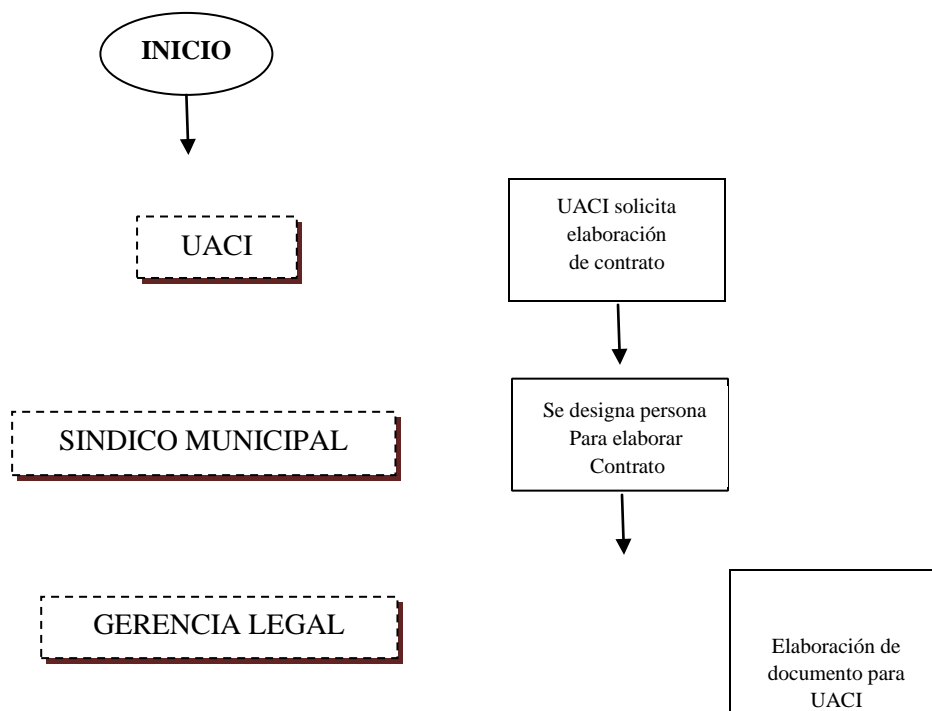 INICIO
UACI
UACI solicita
elaboración
de contrato
SINDICO MUNICIPAL
Se designa persona
Para elaborar
Contrato
GERENCIA LEGAL
Elaboración de
documento para
UACI